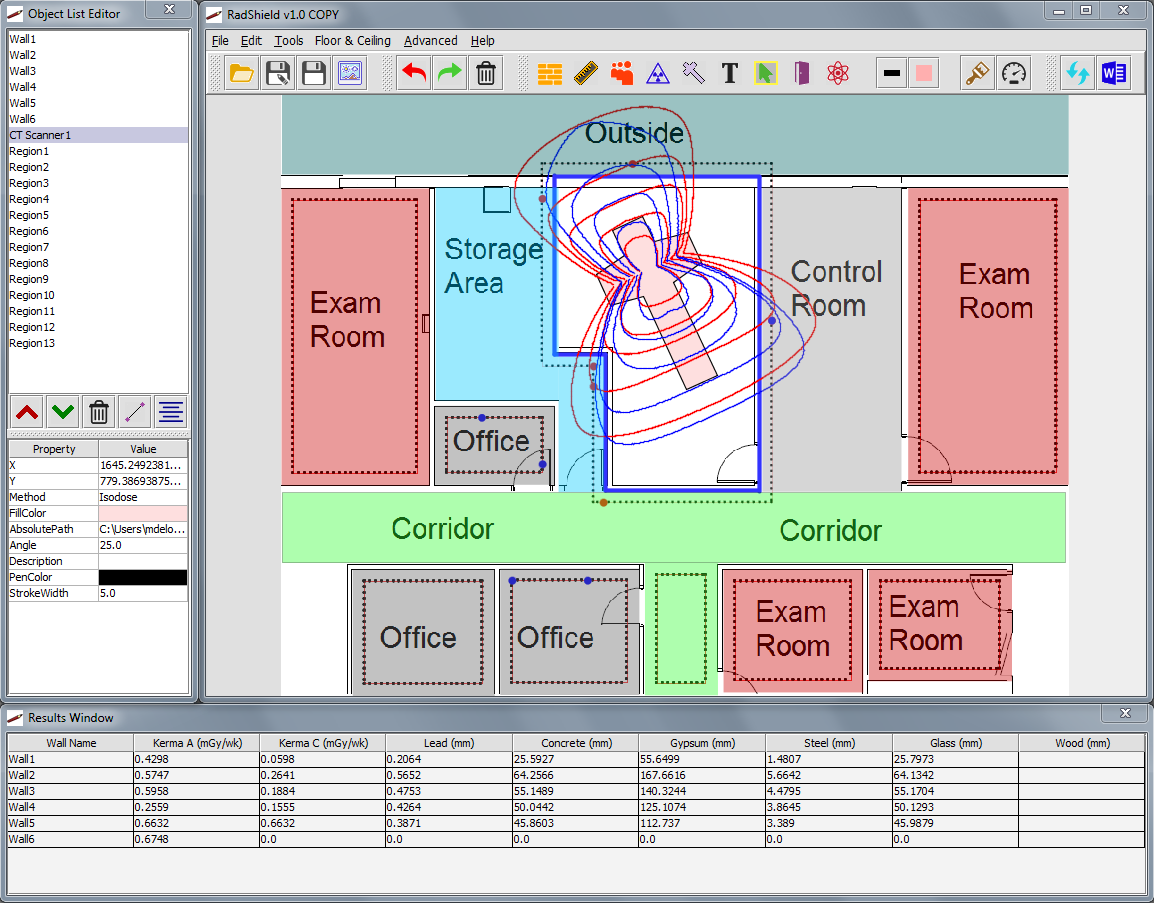 Object List Editor
Wall1
Wall2
Wall3
Wall4
Wall5
Wall6
CT Scanner1
Region1
Region2
Region3
Region4
Region5
Region6
Region7
Region8
Region9
Region10
Region11
Region12
Region13
Property Value
X 1645.2492381...
Y 779.38693875...
Method Isodose
FillColor
AbsolutePath C:\Users\mdelo...
Angle 25.0
Description
PenColor
StrokeWidth 5.0
RadShield v1.0 COPY
File Edit Tools Floor & Ceiling Advanced Help
T W
Outside
Storage
Area
Control
Room
Exam
Room
Exam
Room
Office
Corridor
Corridor
Office
Office
Exam
Room
Exam
Room
Results Window
Wall Name Kerma A (mGy/wk) Kerma C (mGy/wk) Lead (mm) Concrete (mm) Gypsum (mm) Steel (mm) Glass (mm) Wood (mm)
Wall1 0.4298 0.0598 0.2064 25.5927 55.6499 1.4807 25.7973
Wall2 0.5747 0.2641 0.5652 64.2566 167.6616 5.6642 64.1342
Wall3 0.5958 0.1884 0.4753 55.1489 140.3244 4.4795 55.1704
Wall4 0.2559 0.1555 0.4264 50.0442 125.1074 3.8645 50.1293
Wall5 0.6632 0.6632 0.3871 45.8603 112.737 3.389 45.9879
Wall6 0.6748 0.0 0.0 0.0 0.0 0.0 0.0